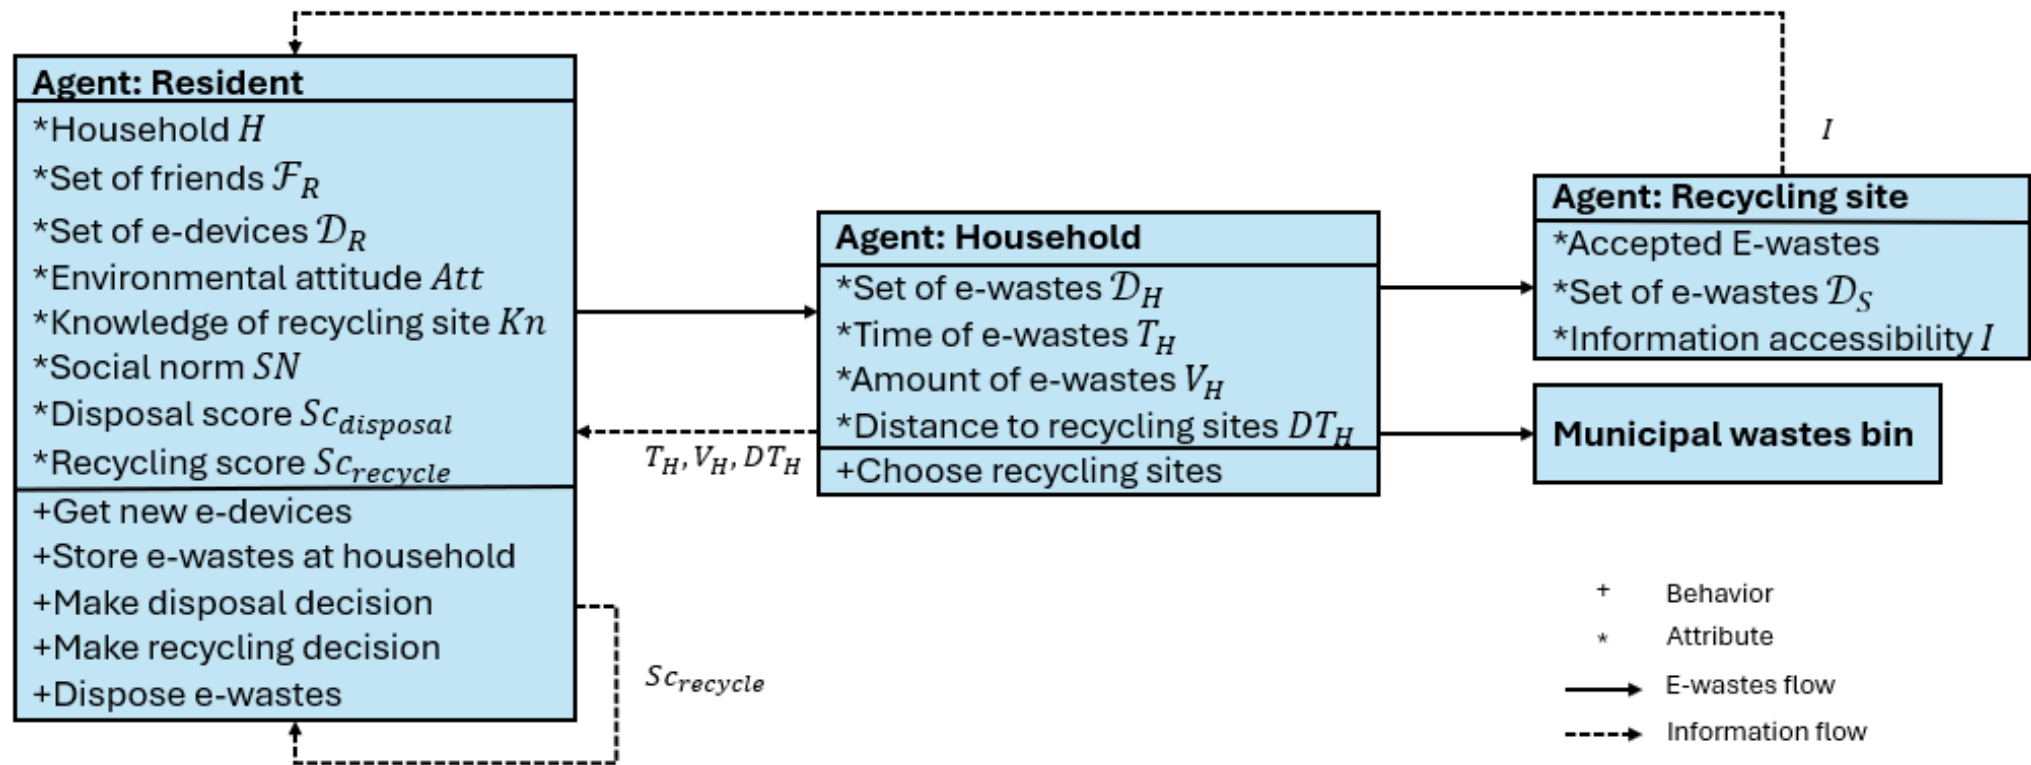 Agent: Resident
*Household H
*Set of friends ℱ_R
*Set of e-devices 𝒟_R
*Environmental attitude Att
*Knowledge of recycling site Kn
*Social norm SN
*Disposal score Sc_disposal
*Recycling score Sc_recycle
+Get new e-devices
+Store e-wastes at household
+Make disposal decision
+Make recycling decision
+Dispose e-wastes
Sc_recycle
T_H, V_H, DT_H
Agent: Household
*Set of e-wastes 𝒟_H
*Time of e-wastes T_H
*Amount of e-wastes V_H
*Distance to recycling sites DT_H
+Choose recycling sites
I
Agent: Recycling site
*Accepted E-wastes
*Set of e-wastes 𝒟_S
*Information accessibility I
Municipal wastes bin
+ Behavior
* Attribute
E-wastes flow
Information flow